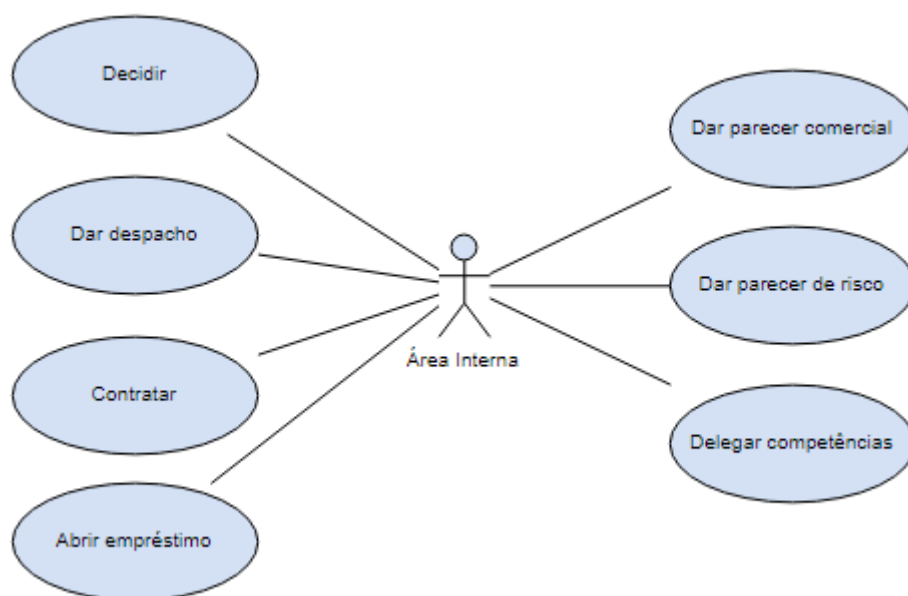 Decidir
Dar parecer comercial
Dar despacho
Dar parecer de risco
Área Interna
Contratar
Delegar competências
Abrir empréstimo